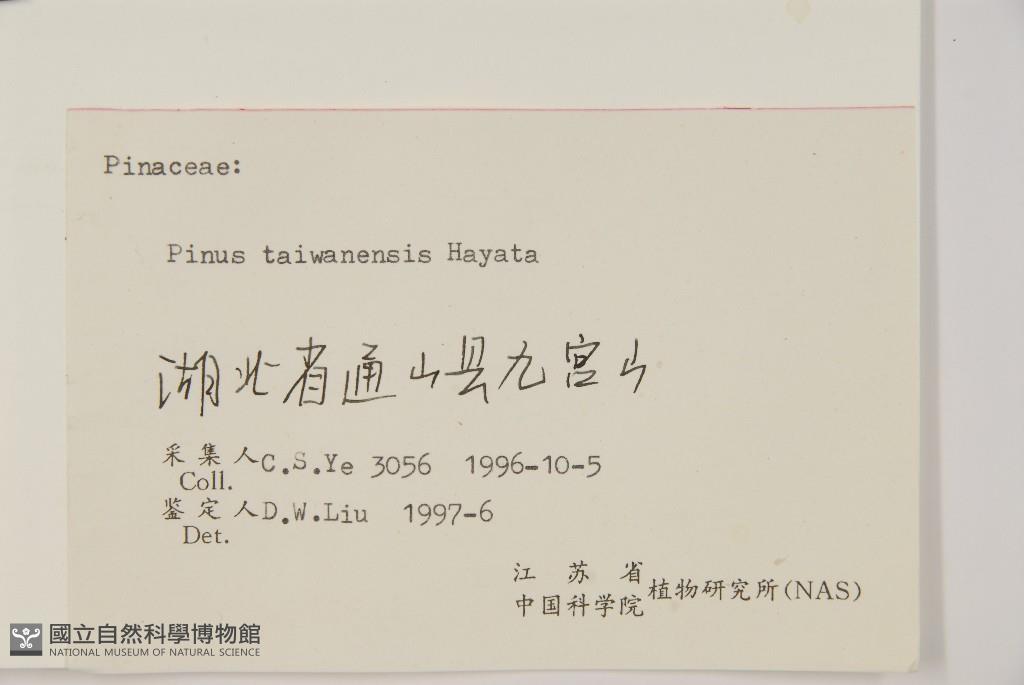 Pinaceae:
Pinus taiwanensis Hayata
湖北省通山县九宫山
采集人C.S.Ye 3056 1996-10-5
Coll.
鉴定人D.W.Liu 1997-6
Det.
江苏省
中国科学院植物研究所(NAS)
國立自然科學博物館
NATIONAL MUSEUM OF NATURAL SCIENCE